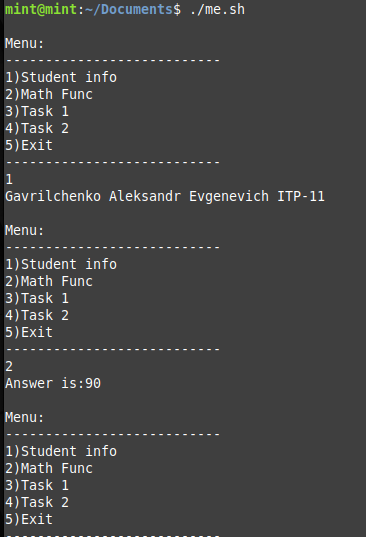 mint@mint:~/Documents$ ./me.sh
Menu:
---------------------------
1)Student info
2)Math Func
3)Task 1
4)Task 2
5)Exit
---------------------------
1
Gavrilchenko Aleksandr Evgenevich ITP-11
Menu:
---------------------------
1)Student info
2)Math Func
3)Task 1
4)Task 2
5)Exit
---------------------------
2
Answer is:90
Menu:
---------------------------
1)Student info
2)Math Func
3)Task 1
4)Task 2
5)Exit
---------------------------